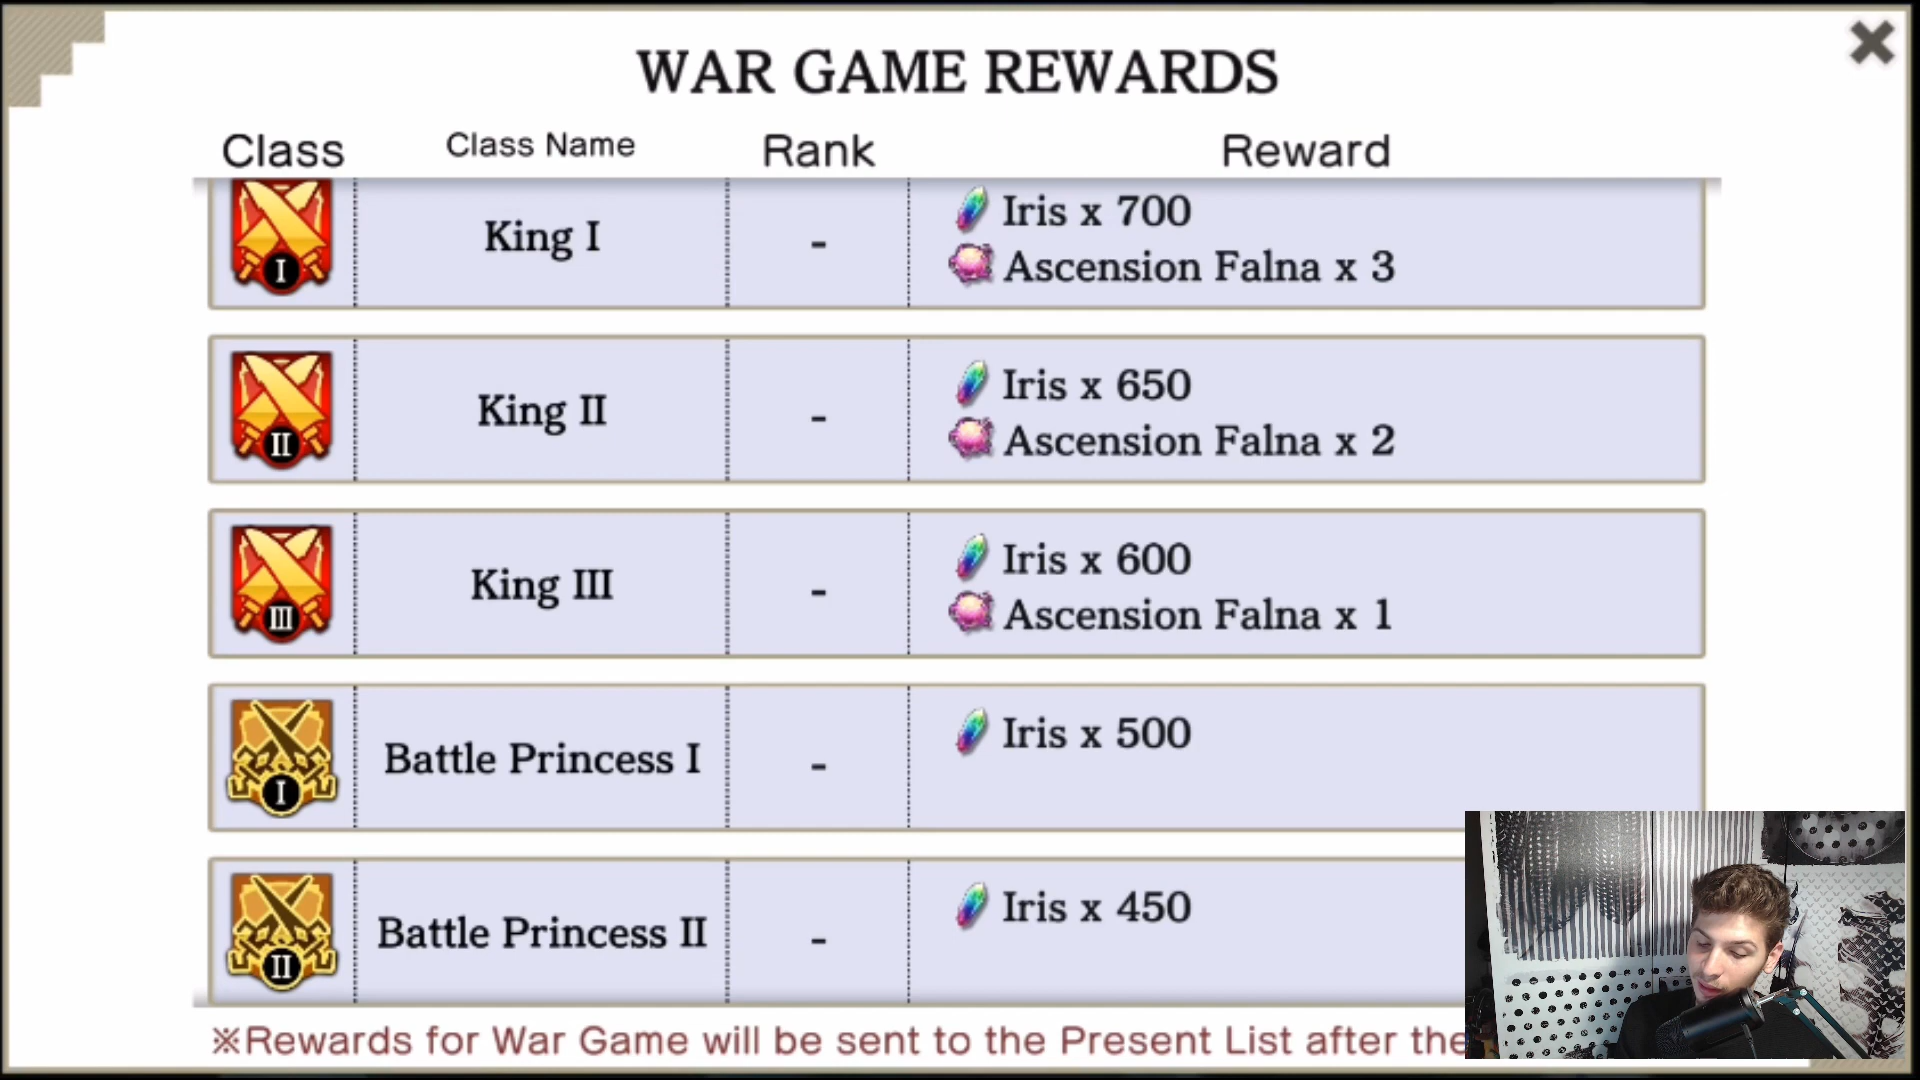 WAR GAME REWARDS
Class Class Name Rank Reward
I King I - Iris x 700
Ascension Falna x 3
II King II - Iris x 650
Ascension Falna x 2
III King III - Iris x 600
Ascension Falna x 1
I Battle Princess I - Iris x 500
II Battle Princess II - Iris x 450
※Rewards for War Game will be sent to the Present List after the